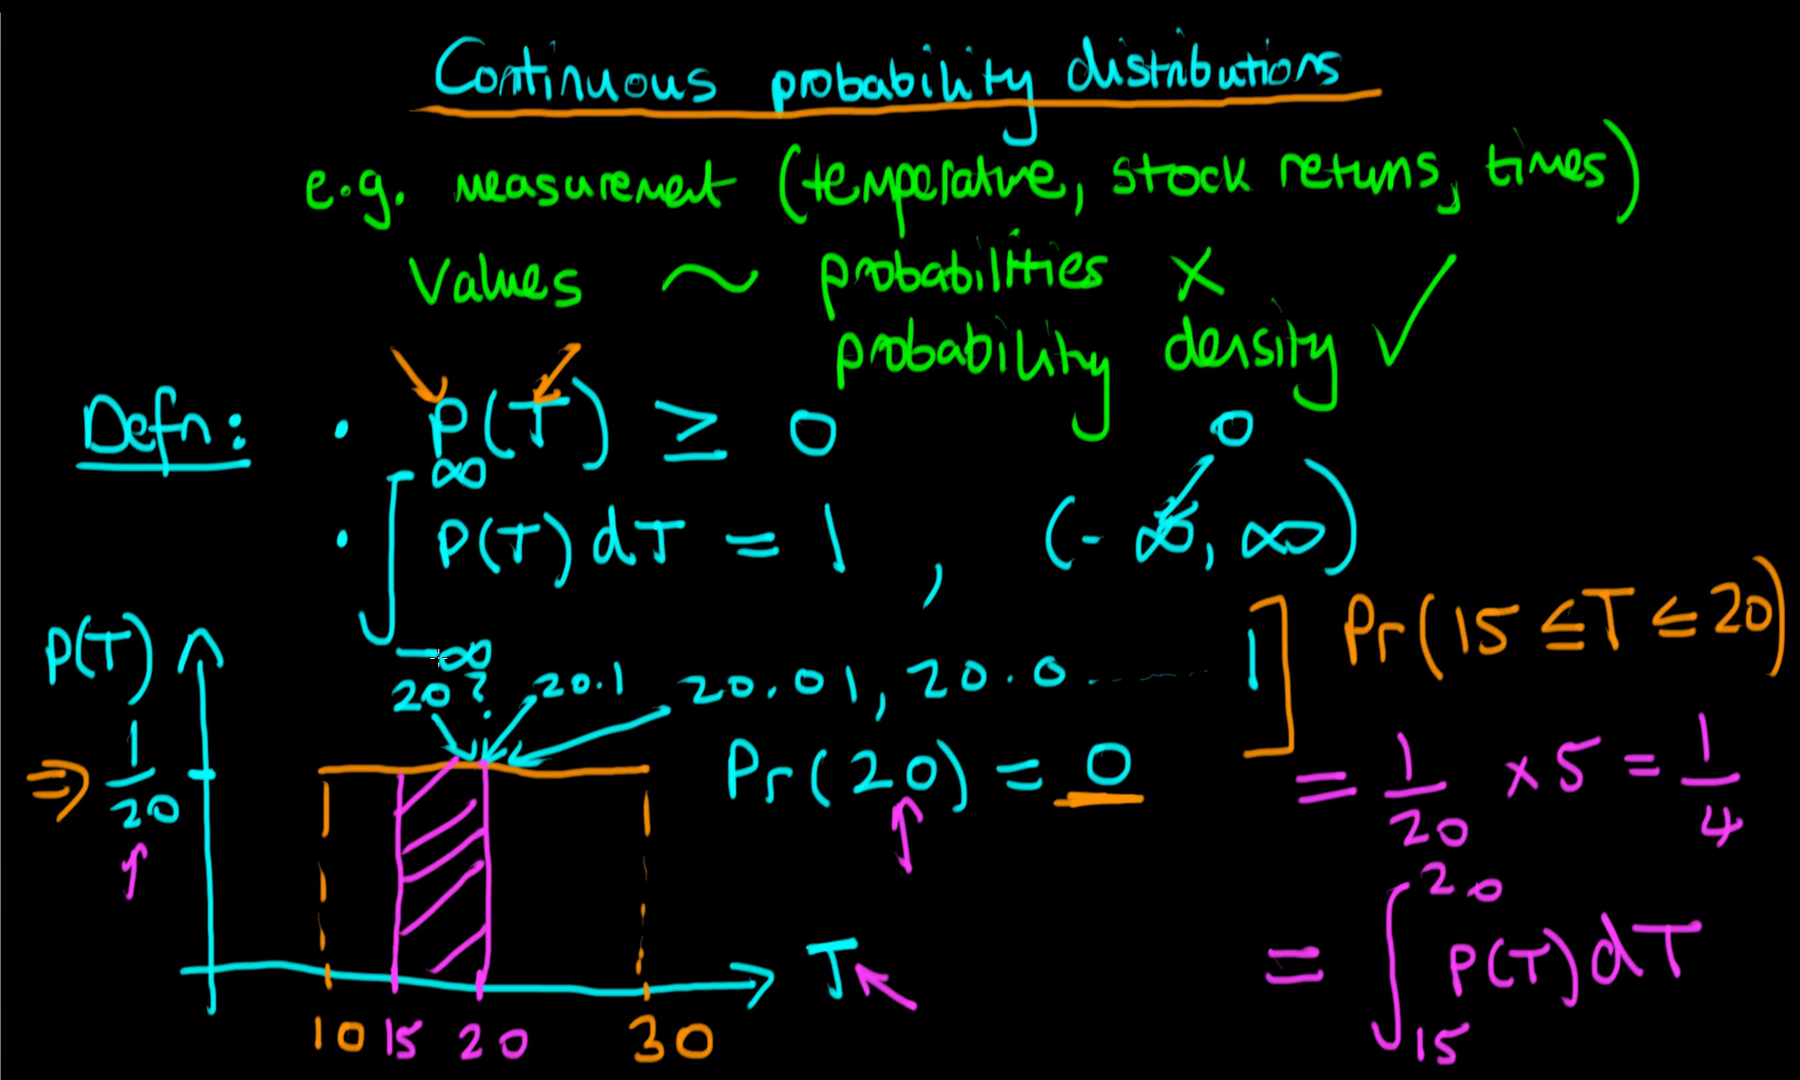 Continuous probability distributions
e.g. measurement (temperature, stock returns, times)
Values ~ probabilities ×
probability density ✓
Defn: • P(T) ≥ 0
0
• ∫_{-∞}^{∞} P(T) dT = 1 , (-∞, ∞)
P(T)
20? 20.1 20.01, 20.0........1] Pr(15 ≤ T ≤ 20)
⇒ 1/20
Pr(20) = 0
= 1/20 × 5 = 1/4
T
= ∫_{15}^{20} P(T) dT
10 15 20 30